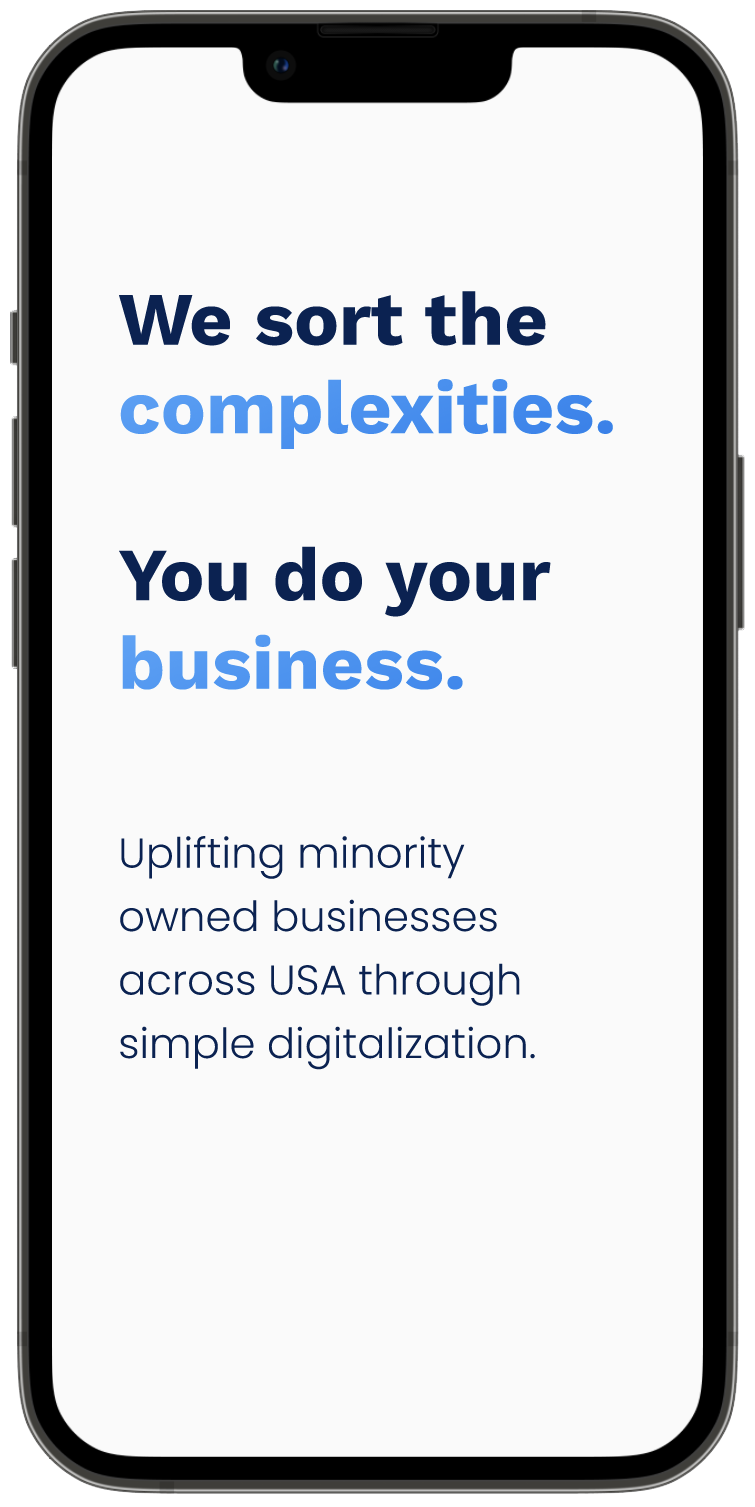 We sort the
complexities.
You do your
business.
Uplifting minority
owned businesses
across USA through
simple digitalization.